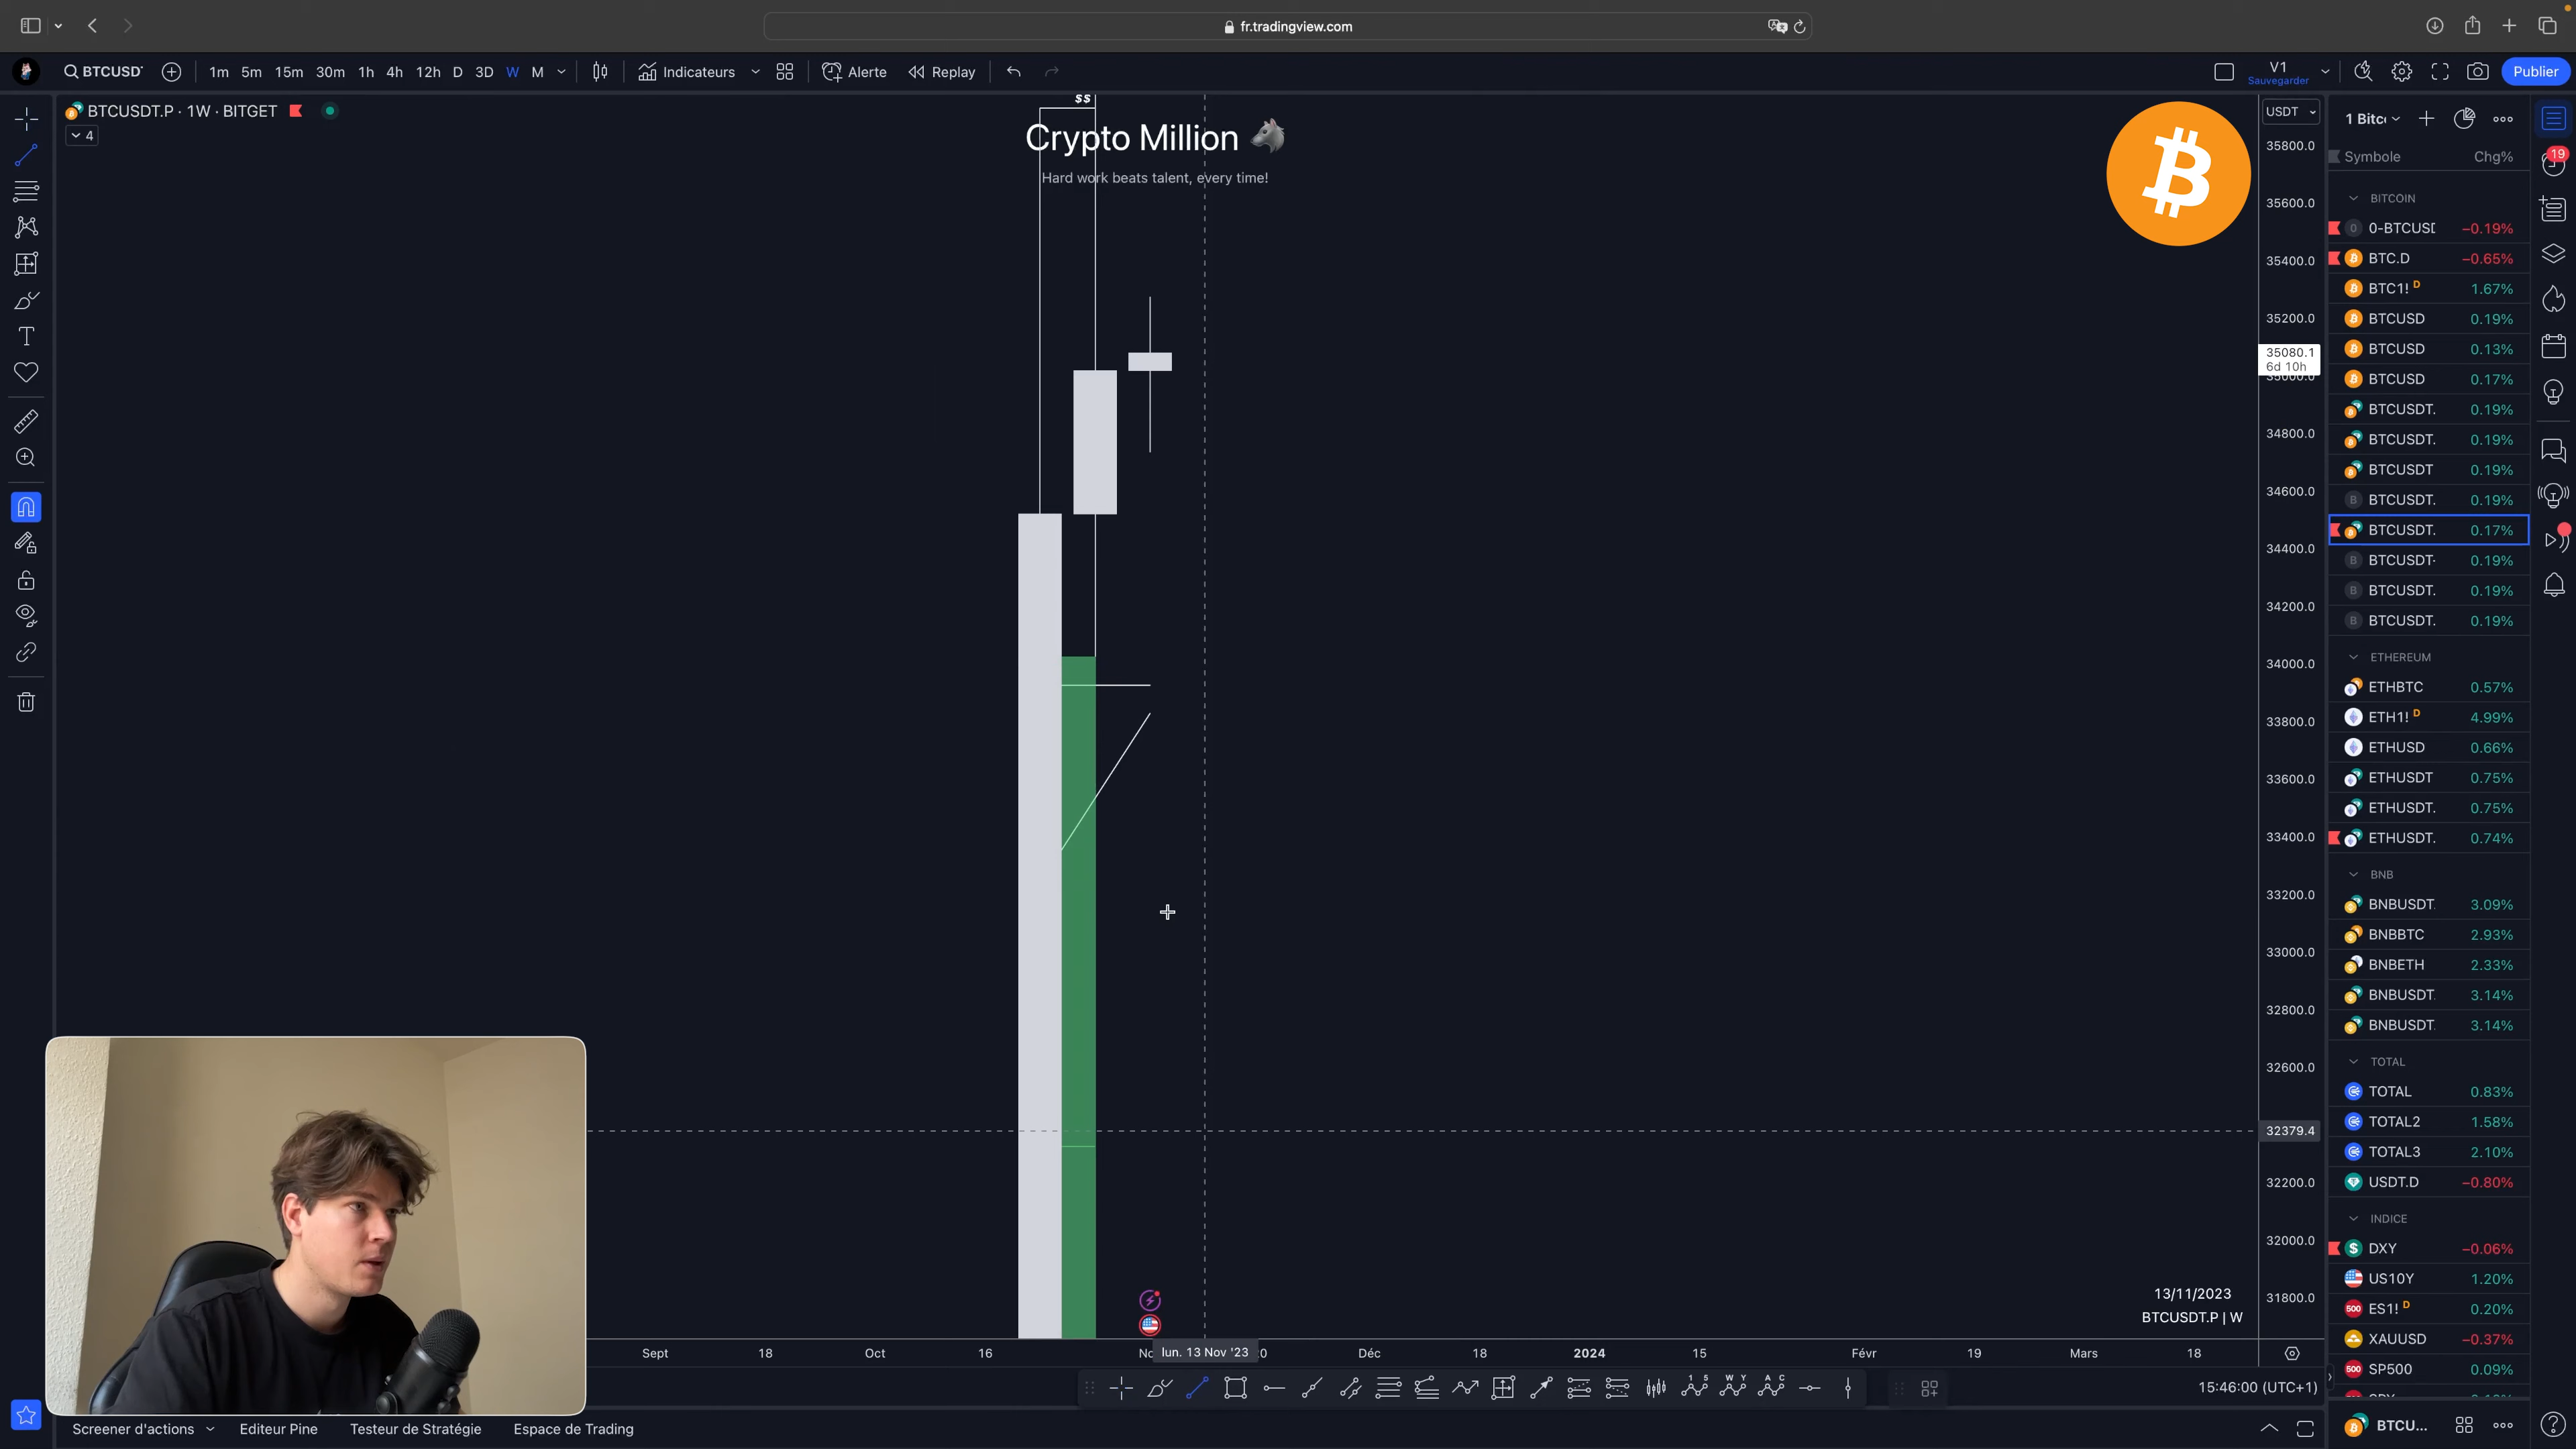 fr.tradingview.com
BTCUSD
1m 5m 15m 30m 1h 4h 12h D 3D W M
Indicateurs
Alerte
Replay
V1
Sauvegarder
Publier
BTCUSDT.P · 1W · BITGET
4
$$
Crypto Million
Hard work beats talent, every time!
USDT
35800.0
35600.0
35400.0
35200.0
35080.1
6d 10h
35000.0
34800.0
34600.0
34400.0
34200.0
34000.0
33800.0
33600.0
33400.0
33200.0
33000.0
32800.0
32600.0
32379.4
32200.0
32000.0
31800.0
1 Bitc
Symbole Chg%
BITCOIN
0-BTCUSD −0.19%
BTC.D −0.65%
BTC1! D 1.67%
BTCUSD 0.19%
BTCUSD 0.13%
BTCUSD 0.17%
BTCUSDT. 0.19%
BTCUSDT. 0.19%
BTCUSDT 0.19%
BTCUSDT. 0.19%
BTCUSDT. 0.17%
BTCUSDT- 0.19%
BTCUSDT. 0.19%
BTCUSDT. 0.19%
ETHEREUM
ETHBTC 0.57%
ETH1! D 4.99%
ETHUSD 0.66%
ETHUSDT 0.75%
ETHUSDT. 0.75%
ETHUSDT. 0.74%
BNB
BNBUSDT 3.09%
BNBBTC 2.93%
BNBETH 2.33%
BNBUSDT 3.14%
BNBUSDT 3.14%
TOTAL
TOTAL 0.83%
TOTAL2 1.58%
TOTAL3 2.10%
USDT.D −0.80%
INDICE
DXY −0.06%
US10Y 1.20%
ES1! D 0.20%
XAUUSD −0.37%
SP500 0.09%
19
13/11/2023
BTCUSDT.P | W
Sept 18 Oct 16 No lun. 13 Nov '23 20 Déc 18 2024 15 Févr 19 Mars 18
15:46:00 (UTC+1)
Screener d'actions
Editeur Pine
Testeur de Stratégie
Espace de Trading
BTCU...